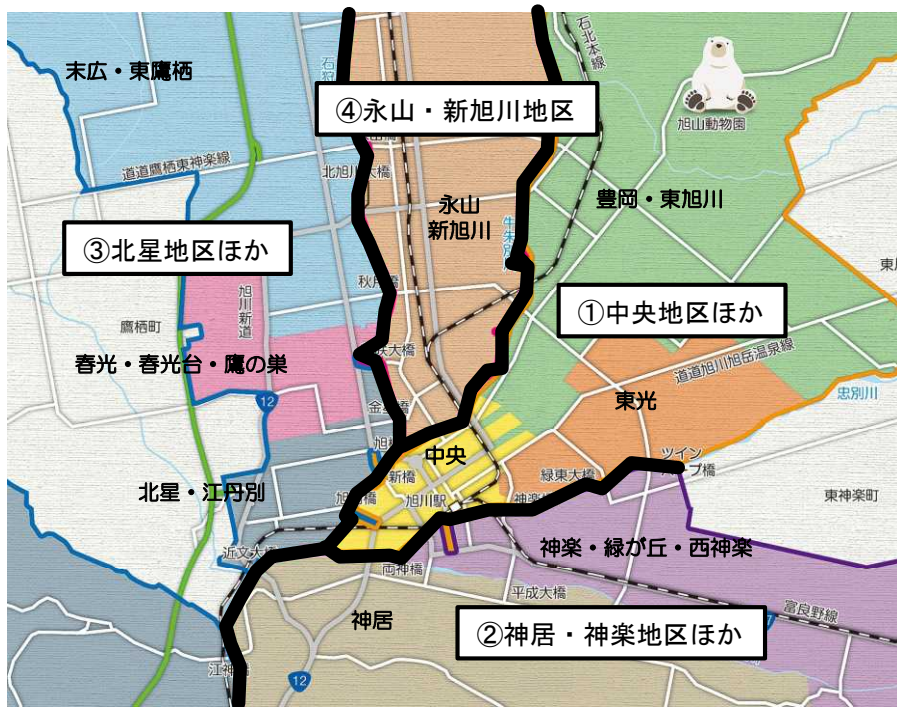 末広・東鷹栖
石北本線
④永山・新旭川地区
旭山動物園
道道鷹栖東神楽線
北旭川大橋
永山
新旭川
豊岡・東旭川
③北星地区ほか
秋月橋
旭川新道
①中央地区ほか
鷹栖町
春光・春光台・鷹の巣
道道旭川旭岳温泉線
忠別川
12
東光
中央
新橋
緑東大橋
ツイン
北星・江丹別
旭川駅
東神楽町
近文大橋
神楽・緑が丘・西神楽
両神橋
平成大橋
神居
富良野線
②神居・神楽地区ほか
12